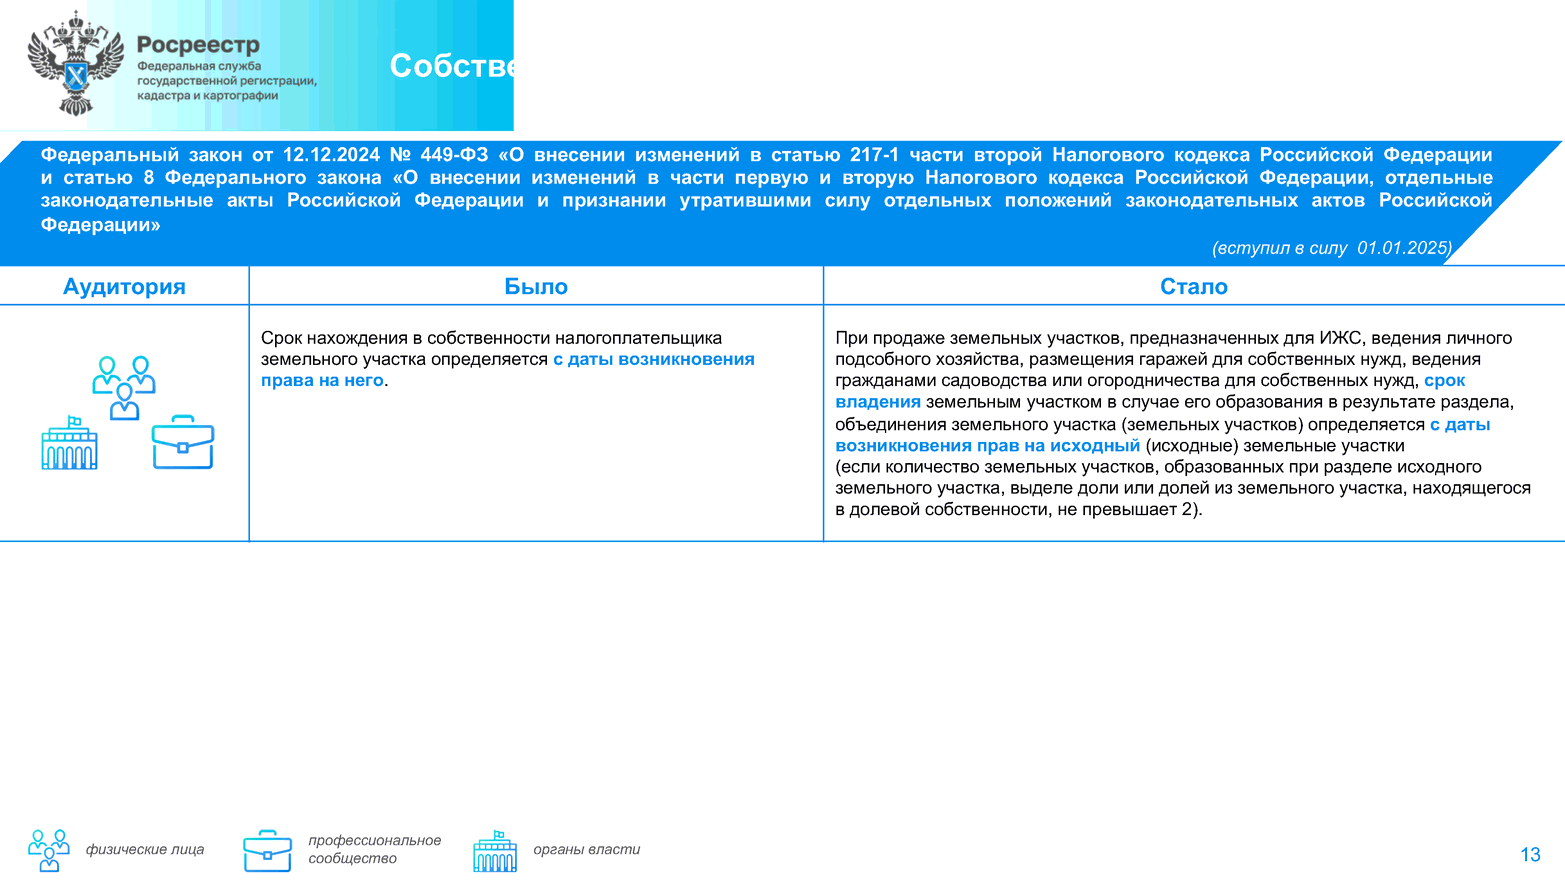 Росреестр
Федеральная служба
государственной регистрации,
кадастра и картографии
Федеральный закон от 12.12.2024 № 449-ФЗ «О внесении изменений в статью 217-1 части второй Налогового кодекса Российской Федерации
и статью 8 Федерального закона «О внесении изменений в части первую и вторую Налогового кодекса Российской Федерации, отдельные
законодательные акты Российской Федерации и признании утратившими силу отдельных положений законодательных актов Российской
Федерации»
(вступил в силу 01.01.2025)
Аудитория
Было
Стало
Срок нахождения в собственности налогоплательщика
земельного участка определяется с даты возникновения
права на него.
При продаже земельных участков, предназначенных для ИЖС, ведения личного
подсобного хозяйства, размещения гаражей для собственных нужд, ведения
гражданами садоводства или огородничества для собственных нужд, срок
владения земельным участком в случае его образования в результате раздела,
объединения земельного участка (земельных участков) определяется с даты
возникновения прав на исходный (исходные) земельные участки
(если количество земельных участков, образованных при разделе исходного
земельного участка, выделе доли или долей из земельного участка, находящегося
в долевой собственности, не превышает 2).
физические лица
профессиональное
сообщество
органы власти
13